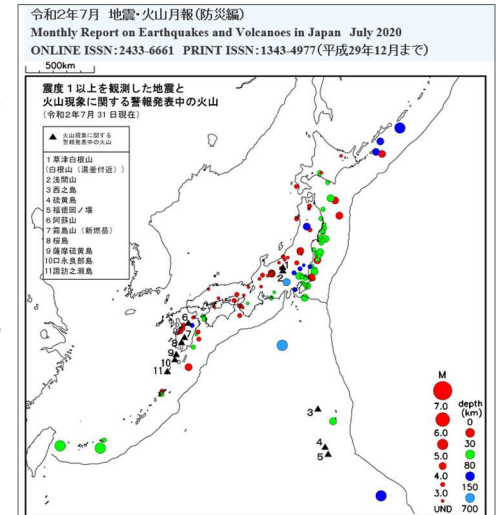 令和2年7月　地震・火山月報（防災編）
Monthly Report on Earthquakes and Volcanoes in Japan　July 2020
ONLINE ISSN：2433-6661　PRINT ISSN：1343-4977（平成29年12月まで）
500km
震度１以上を観測した地震と
火山現象に関する警報発表中の火山
（令和２年７月 31 日現在）
▲ 火山現象に関する
警報発表中の火山
１草津白根山
（白根山（湯釜付近））
２浅間山
３西之島
４硫黄島
５福徳岡ノ場
６阿蘇山
７霧島山（新燃岳）
８桜島
９薩摩硫黄島
10口永良部島
11諏訪之瀬島
1
2
6
7
8
9
10
11
3
4
5
M
7.0
6.0
5.0
4.0
3.0
UND
depth
(km)
0
30
80
150
700